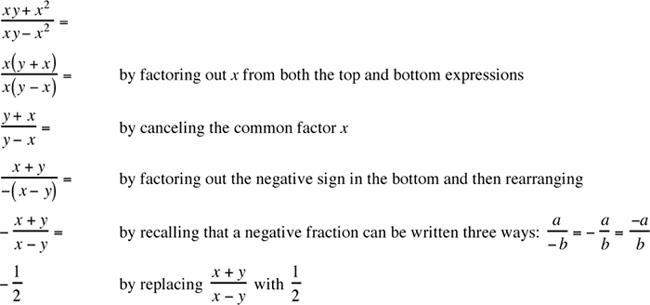 \frac{xy + x^2}{xy - x^2} =
\frac{x(y + x)}{x(y - x)} = by factoring out x from both the top and bottom expressions
\frac{y + x}{y - x} = by canceling the common factor x
\frac{x + y}{-(x - y)} = by factoring out the negative sign in the bottom and then rearranging
-\frac{x + y}{x - y} = by recalling that a negative fraction can be written three ways: \frac{a}{-b} = -\frac{a}{b} = \frac{-a}{b}
-\frac{1}{2} by replacing \frac{x + y}{x - y} with \frac{1}{2}